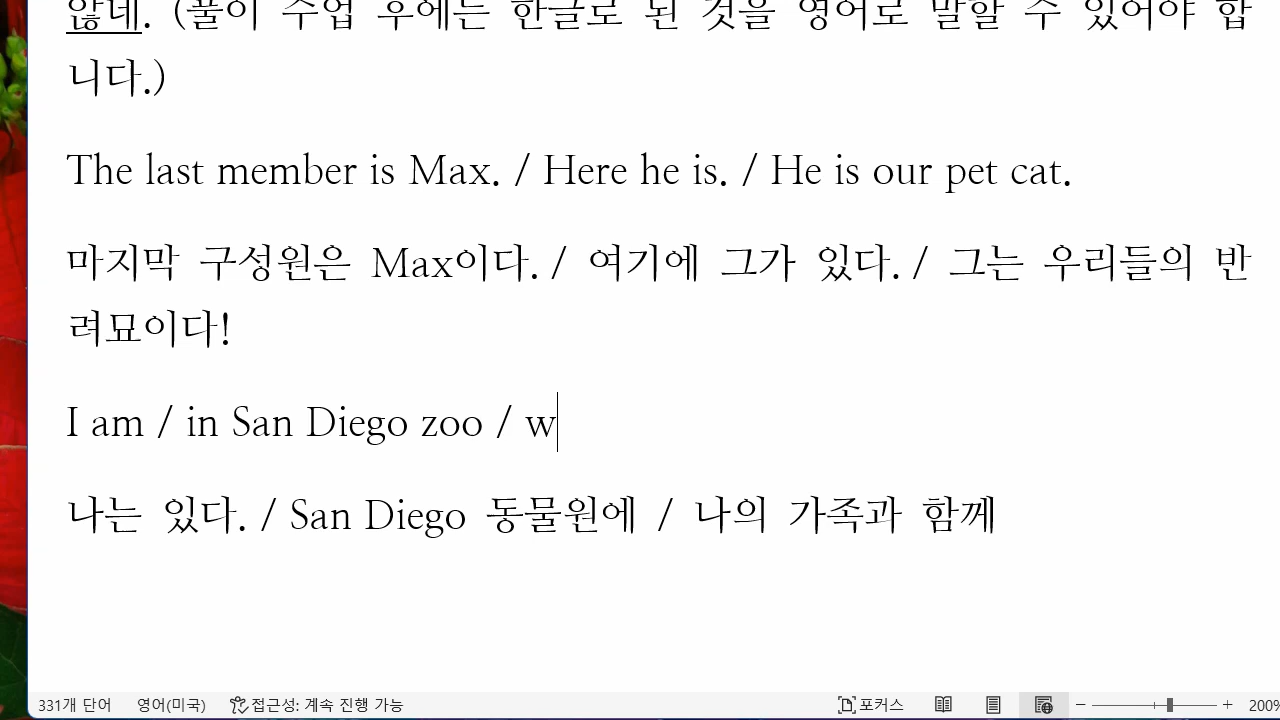 않네. (풀이 수업 후에는 한글로 된 것을 영어로 말할 수 있어야 합
니다.)
The last member is Max. / Here he is. / He is our pet cat.
마지막 구성원은 Max이다. / 여기에 그가 있다. / 그는 우리들의 반
려묘이다!
I am / in San Diego zoo / w
나는 있다. / San Diego 동물원에 / 나의 가족과 함께
331개 단어 영어(미국) 접근성: 계속 진행 가능 포커스 200%